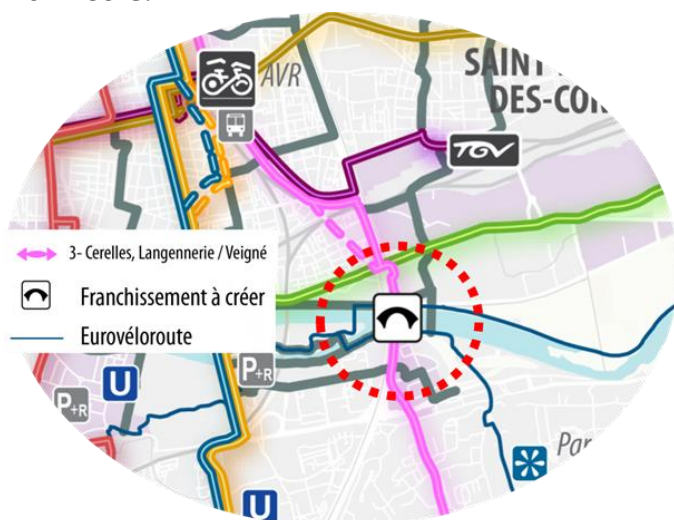 AVR
SAINT
DES-COR
TGV
3- Cerelles, Langennerie / Veigné
Franchissement à créer
Eurovéloroute
P+R
U
P+R
U
Par